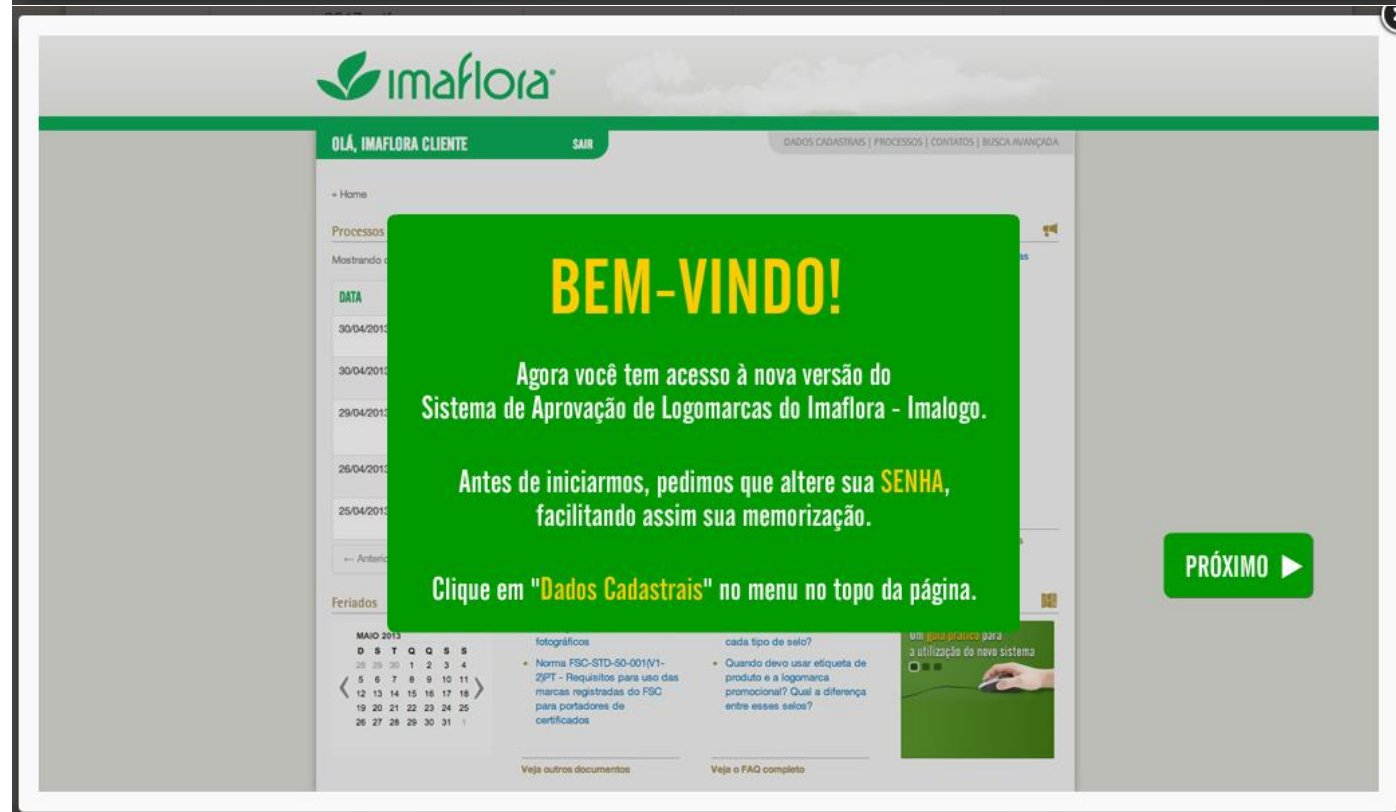 imaflora
OLÁ, IMAFLORA CLIENTE
SAIR
DADOS CADASTRAIS | PROCESSOS | CONTATOS | BUSCA AVANÇADA
« Home
Processos
Mostrando
DATA
30/04/2013
30/04/2013
29/04/2013
26/04/2013
25/04/2013
BEM-VINDO!
Agora você tem acesso à nova versão do
Sistema de Aprovação de Logomarcas do Imaflora - Imalogo.
Antes de iniciarmos, pedimos que altere sua SENHA,
facilitando assim sua memorização.
Clique em "Dados Cadastrais" no menu no topo da página.
PRÓXIMO
Feriados
MAIO 2013
D S T Q Q S S
28 29 30 1 2 3 4
5 6 7 8 9 10 11
12 13 14 15 16 17 18
19 20 21 22 23 24 25
26 27 28 29 30 31 1
fotográficos
Norma FSC-STD-50-001(V1-
2)PT - Requisitos para uso das
marcas registradas do FSC
para portadores de
certificados
Veja outros documentos
cada tipo de selo?
Quando devo usar etiqueta de
produto e a logomarca
promocional? Qual a diferença
entre esses selos?
Veja o FAQ completo
Um guia prático para
a utilização do novo sistema